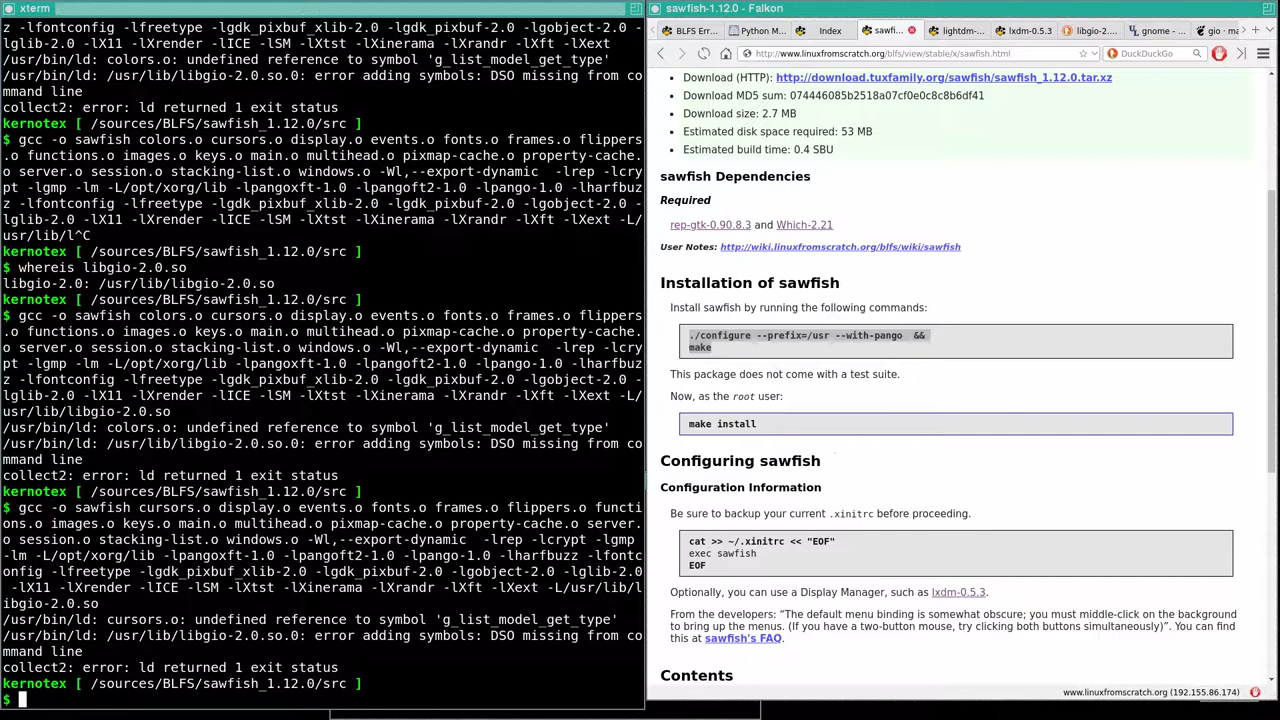 xterm
z -lfontconfig -lfreetype -lgdk_pixbuf_xlib-2.0 -lgdk_pixbuf-2.0 -lgobject-2.0 -
lglib-2.0 -lX11 -lXrender -lICE -lSM -lXtst -lXinerama -lXrandr -lXft -lXext
/usr/bin/ld: colors.o: undefined reference to symbol 'g_list_model_get_type'
/usr/bin/ld: /usr/lib/libgio-2.0.so.0: error adding symbols: DSO missing from co
mmand line
collect2: error: ld returned 1 exit status
kernotex [ /sources/BLFS/sawfish_1.12.0/src ]
$ gcc -o sawfish colors.o cursors.o display.o events.o fonts.o frames.o flippers
.o functions.o images.o keys.o main.o multihead.o pixmap-cache.o property-cache.
o server.o session.o stacking-list.o windows.o -Wl,--export-dynamic  -lrep -lcry
pt -lgmp -lm -L/opt/xorg/lib -lpangoxft-1.0 -lpangoft2-1.0 -lpango-1.0 -lharfbuz
z -lfontconfig -lfreetype -lgdk_pixbuf_xlib-2.0 -lgdk_pixbuf-2.0 -lgobject-2.0 -
lglib-2.0 -lX11 -lXrender -lICE -lSM -lXtst -lXinerama -lXrandr -lXft -lXext -L/
usr/lib/l^C
kernotex [ /sources/BLFS/sawfish_1.12.0/src ]
$ whereis libgio-2.0.so
libgio-2.0: /usr/lib/libgio-2.0.so
kernotex [ /sources/BLFS/sawfish_1.12.0/src ]
$ gcc -o sawfish colors.o cursors.o display.o events.o fonts.o frames.o flippers
.o functions.o images.o keys.o main.o multihead.o pixmap-cache.o property-cache.
o server.o session.o stacking-list.o windows.o -Wl,--export-dynamic  -lrep -lcry
pt -lgmp -lm -L/opt/xorg/lib -lpangoxft-1.0 -lpangoft2-1.0 -lpango-1.0 -lharfbuz
z -lfontconfig -lfreetype -lgdk_pixbuf_xlib-2.0 -lgdk_pixbuf-2.0 -lgobject-2.0 -
lglib-2.0 -lX11 -lXrender -lICE -lSM -lXtst -lXinerama -lXrandr -lXft -lXext -L/
usr/lib/libgio-2.0.so
/usr/bin/ld: colors.o: undefined reference to symbol 'g_list_model_get_type'
/usr/bin/ld: /usr/lib/libgio-2.0.so.0: error adding symbols: DSO missing from co
mmand line
collect2: error: ld returned 1 exit status
kernotex [ /sources/BLFS/sawfish_1.12.0/src ]
$ gcc -o sawfish cursors.o display.o events.o fonts.o frames.o flippers.o functi
ons.o images.o keys.o main.o multihead.o pixmap-cache.o property-cache.o server.
o session.o stacking-list.o windows.o -Wl,--export-dynamic  -lrep -lcrypt -lgmp
-lm -L/opt/xorg/lib -lpangoxft-1.0 -lpangoft2-1.0 -lpango-1.0 -lharfbuzz -lfontc
onfig -lfreetype -lgdk_pixbuf_xlib-2.0 -lgdk_pixbuf-2.0 -lgobject-2.0 -lglib-2.0
 -lX11 -lXrender -lICE -lSM -lXtst -lXinerama -lXrandr -lXft -lXext -L/usr/lib/l
ibgio-2.0.so
/usr/bin/ld: cursors.o: undefined reference to symbol 'g_list_model_get_type'
/usr/bin/ld: /usr/lib/libgio-2.0.so.0: error adding symbols: DSO missing from co
mmand line
collect2: error: ld returned 1 exit status
kernotex [ /sources/BLFS/sawfish_1.12.0/src ]
$
sawfish-1.12.0 - Falkon
BLFS Err... Python M... Index sawfi... lightdm-... lxdm-0.5.3 libgio-2... gnome - ... gio - ma
http://www.linuxfromscratch.org/blfs/view/stable/x/sawfish.html DuckDuckGo
Download (HTTP): http://download.tuxfamily.org/sawfish/sawfish_1.12.0.tar.xz
Download MD5 sum: 074446085b2518a07cf0e0c8c8b6df41
Download size: 2.7 MB
Estimated disk space required: 53 MB
Estimated build time: 0.4 SBU
sawfish Dependencies
Required
rep-gtk-0.90.8.3 and Which-2.21
User Notes: http://wiki.linuxfromscratch.org/blfs/wiki/sawfish
Installation of sawfish
Install sawfish by running the following commands:
./configure --prefix=/usr --with-pango  &&
make
This package does not come with a test suite.
Now, as the root user:
make install
Configuring sawfish
Configuration Information
Be sure to backup your current .xinitrc before proceeding.
cat >> ~/.xinitrc << "EOF"
exec sawfish
EOF
Optionally, you can use a Display Manager, such as lxdm-0.5.3.
From the developers: “The default menu binding is somewhat obscure; you must middle-click on the background
to bring up the menus. (If you have a two-button mouse, try clicking both buttons simultaneously)”. You can find
this at sawfish's FAQ.
Contents
www.linuxfromscratch.org (192.155.86.174)